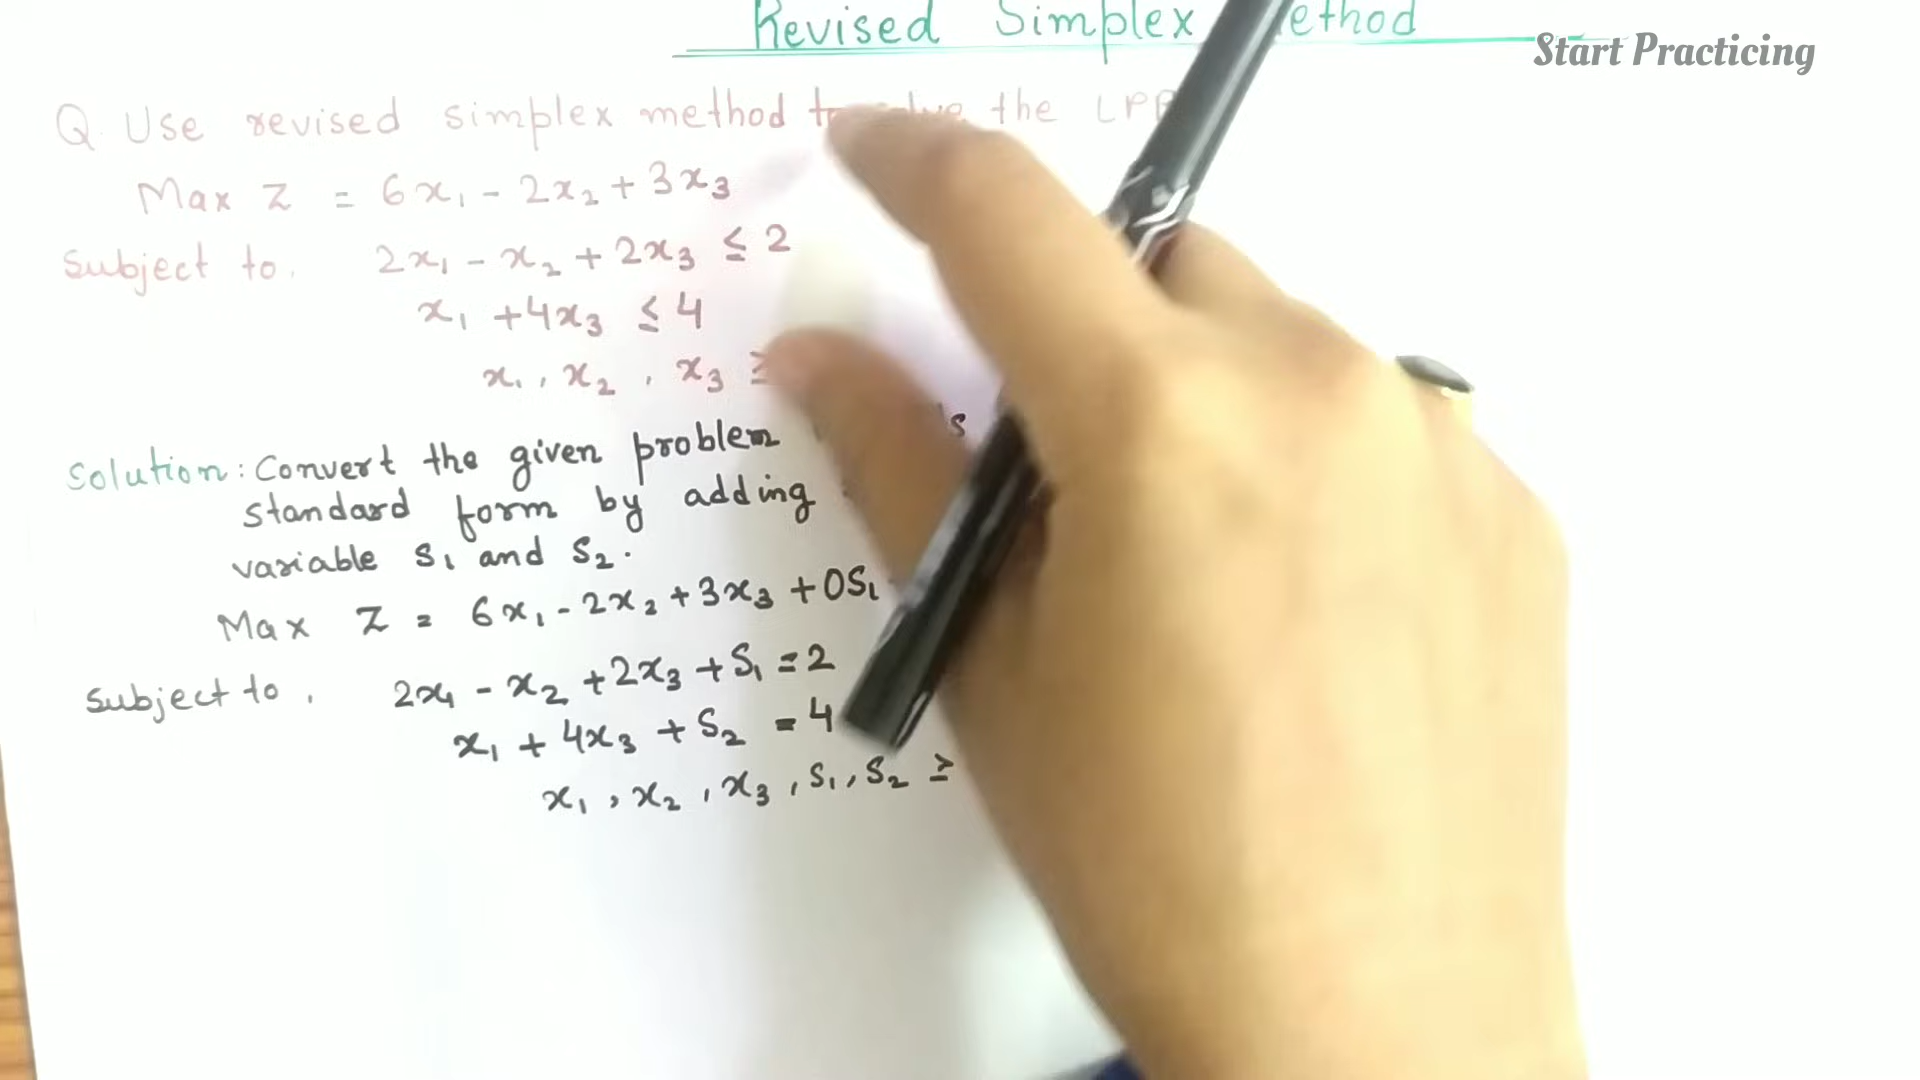 Revised Simplex Method
Start Practicing
Q. Use revised simplex method the LPP
Max Z = 6x₁ - 2x₂ + 3x₃
Subject to. 2x₁ - x₂ + 2x₃ ≤ 2
x₁ + 4x₃ ≤ 4
x₁, x₂, x₃ ≥
Solution: Convert the given problem
standard form by adding
variable S₁ and S₂.
Max Z = 6x₁ - 2x₂ + 3x₃ + 0S₁
Subject to, 2x₁ - x₂ + 2x₃ + S₁ = 2
x₁ + 4x₃ + S₂ = 4
x₁, x₂, x₃, S₁, S₂ ≥